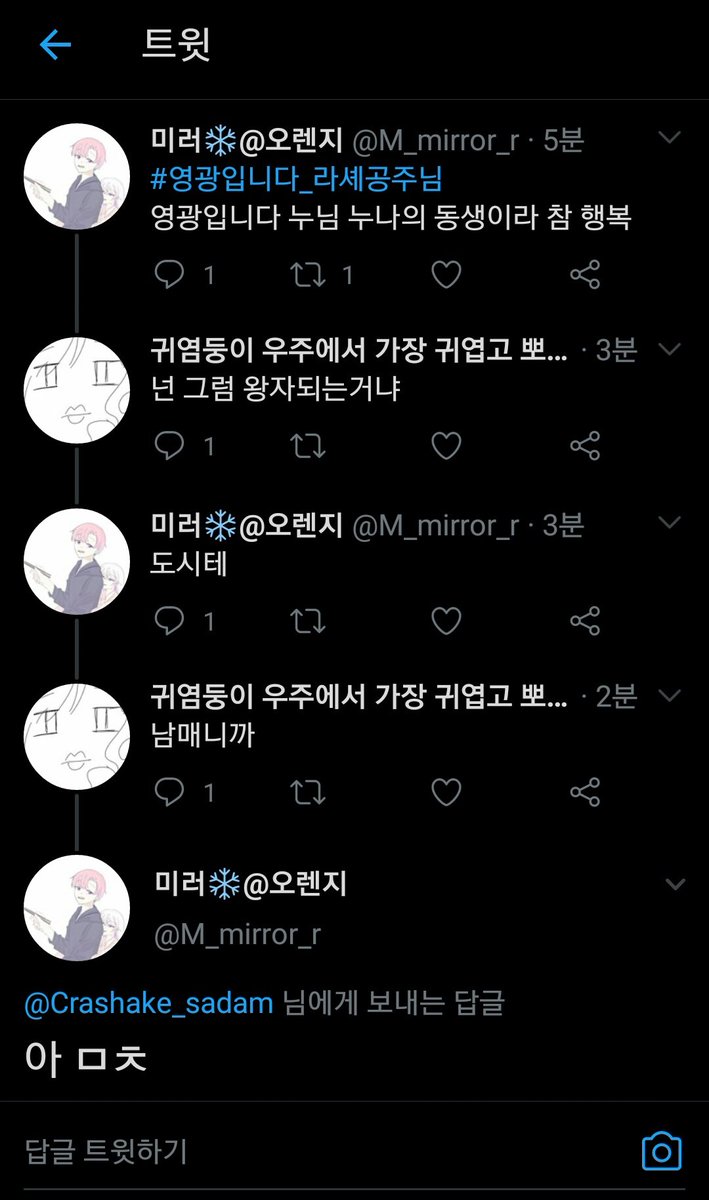 트윗
미러❄@오렌지 @M_mirror_r · 5분
#영광입니다_라셰공주님
영광입니다 누님 누나의 동생이라 참 행복
1 1
귀염둥이 우주에서 가장 귀엽고 뽀... · 3분
넌 그럼 왕자되는거냐
1
미러❄@오렌지 @M_mirror_r · 3분
도시테
1
귀염둥이 우주에서 가장 귀엽고 뽀... · 2분
남매니까
1
미러❄@오렌지
@M_mirror_r
@Crashake_sadam 님에게 보내는 답글
아 ㅁㅊ
답글 트윗하기